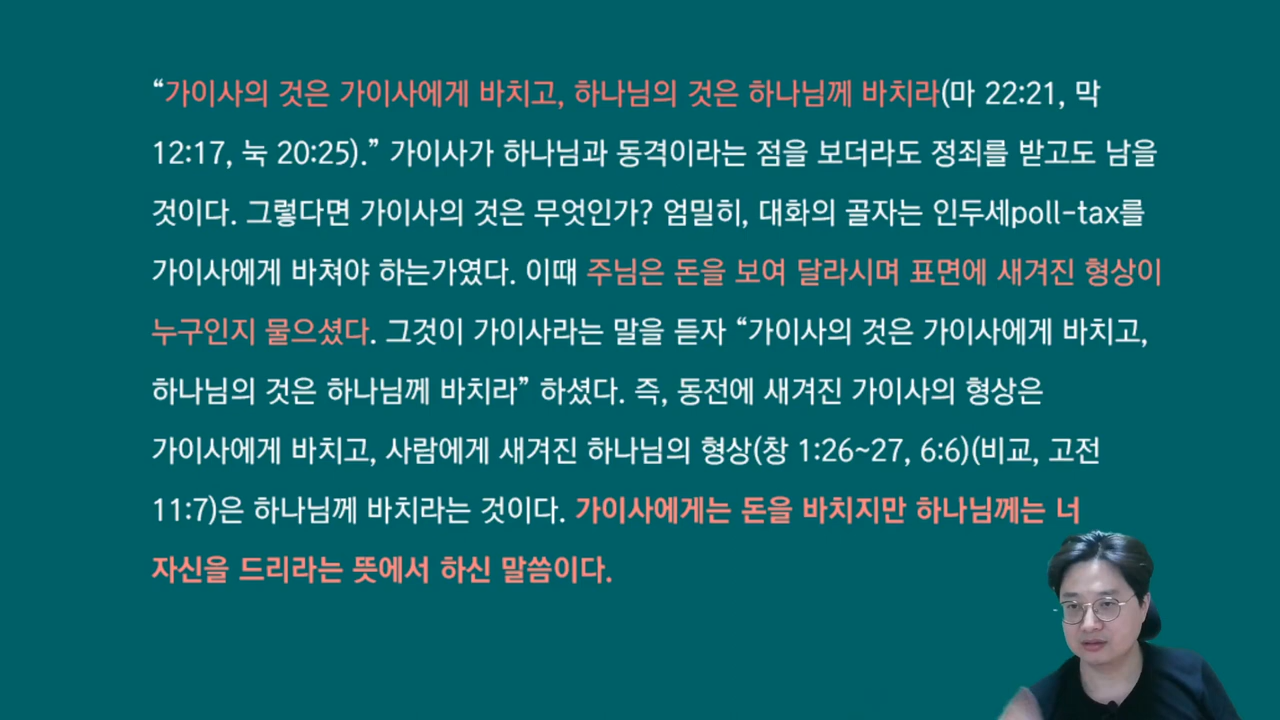 “가이사의 것은 가이사에게 바치고, 하나님의 것은 하나님께 바치라(마 22:21, 막
12:17, 눅 20:25).” 가이사가 하나님과 동격이라는 점을 보더라도 정죄를 받고도 남을
것이다. 그렇다면 가이사의 것은 무엇인가? 엄밀히, 대화의 골자는 인두세poll-tax를
가이사에게 바쳐야 하는가였다. 이때 주님은 돈을 보여 달라시며 표면에 새겨진 형상이
누구인지 물으셨다. 그것이 가이사라는 말을 듣자 “가이사의 것은 가이사에게 바치고,
하나님의 것은 하나님께 바치라” 하셨다. 즉, 동전에 새겨진 가이사의 형상은
가이사에게 바치고, 사람에게 새겨진 하나님의 형상(창 1:26~27, 6:6)(비교, 고전
11:7)은 하나님께 바치라는 것이다. 가이사에게는 돈을 바치지만 하나님께는 너
자신을 드리라는 뜻에서 하신 말씀이다.